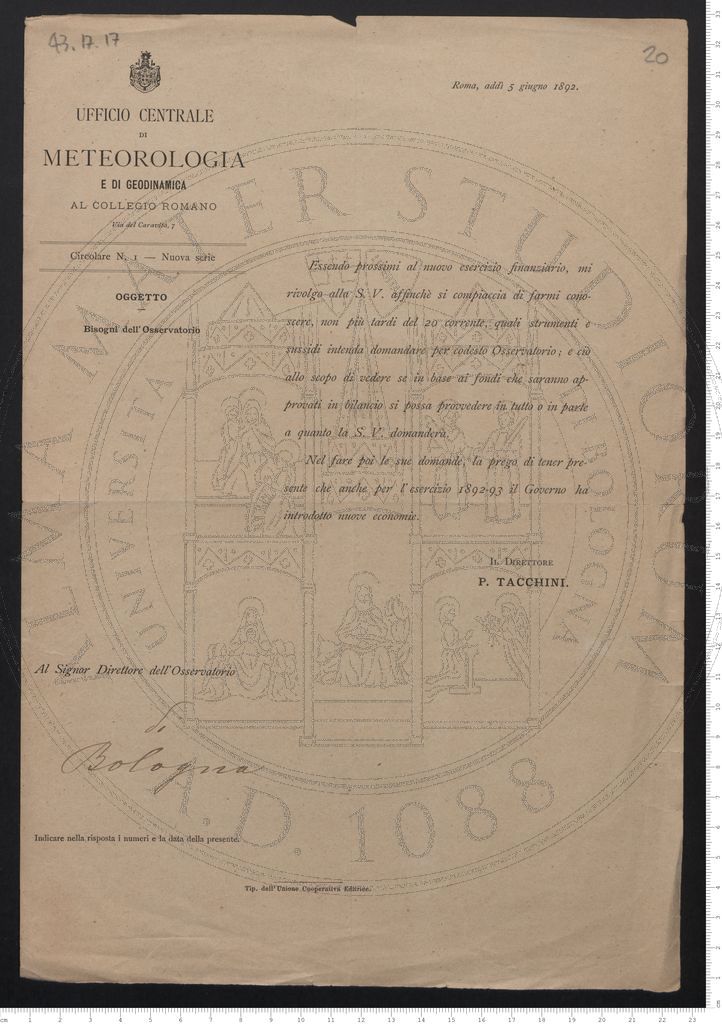 43.17.17
20
Roma, addì 5 giugno 1892.
UFFICIO CENTRALE
DI
METEOROLOGIA
E DI GEODINAMICA
AL COLLEGIO ROMANO
Via del Caravita, 7
Circolare N. 1 — Nuova serie
OGGETTO
Bisogni dell'Osservatorio
Essendo prossimi al nuovo esercizio finanziario, mi
rivolgo alla S. V. affinchè si compiaccia di farmi cono-
scere, non più tardi del 20 corrente, quali strumenti e
sussidi intenda domandare per codesto Osservatorio; e ciò
allo scopo di vedere se in base ai fondi che saranno ap-
provati in bilancio si possa provvedere in tutto o in parte
a quanto la S. V. domanderà.
Nel fare poi le sue domande, la prego di tener pre-
sente che anche per l'esercizio 1892-93 il Governo ha
introdotto nuove economie.
IL DIRETTORE
P. TACCHINI.
Al Signor Direttore dell'Osservatorio
di
Bologna
Indicare nella risposta i numeri e la data della presente.
Tip. dell'Unione Cooperativa Editrice.
ALMA MATER STUDIORUM
UNIVERSITA DI BOLOGNA
A.D. 1088